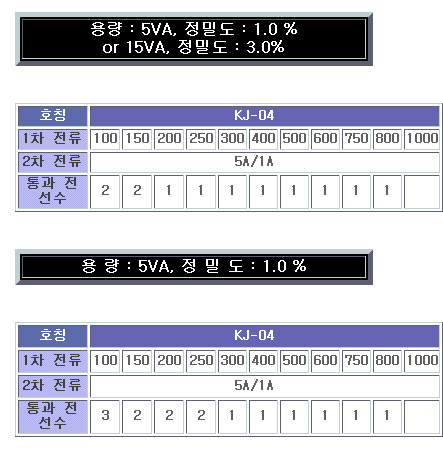 용량 : 5VA, 정밀도 : 1.0 %
or 15VA, 정밀도 : 3.0%
호칭 KJ-04
1차 전류 100 150 200 250 300 400 500 600 750 800 1000
2차 전류 5A/1A
통과 전
선수 2 2 1 1 1 1 1 1 1 1
용 량 : 5VA, 정 밀 도 : 1.0 %
호칭 KJ-04
1차 전류 100 150 200 250 300 400 500 600 750 800 1000
2차 전류 5A/1A
통과 전
선수 3 2 2 2 1 1 1 1 1 1